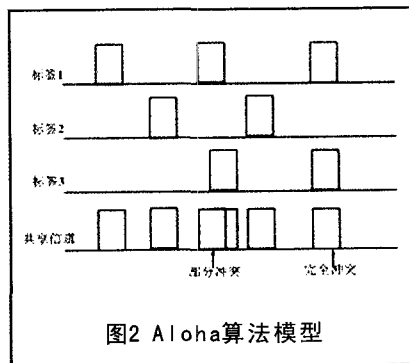 标签1
标签2
标签3
共享信道
部分冲突
完全冲突
图2 Aloha算法模型